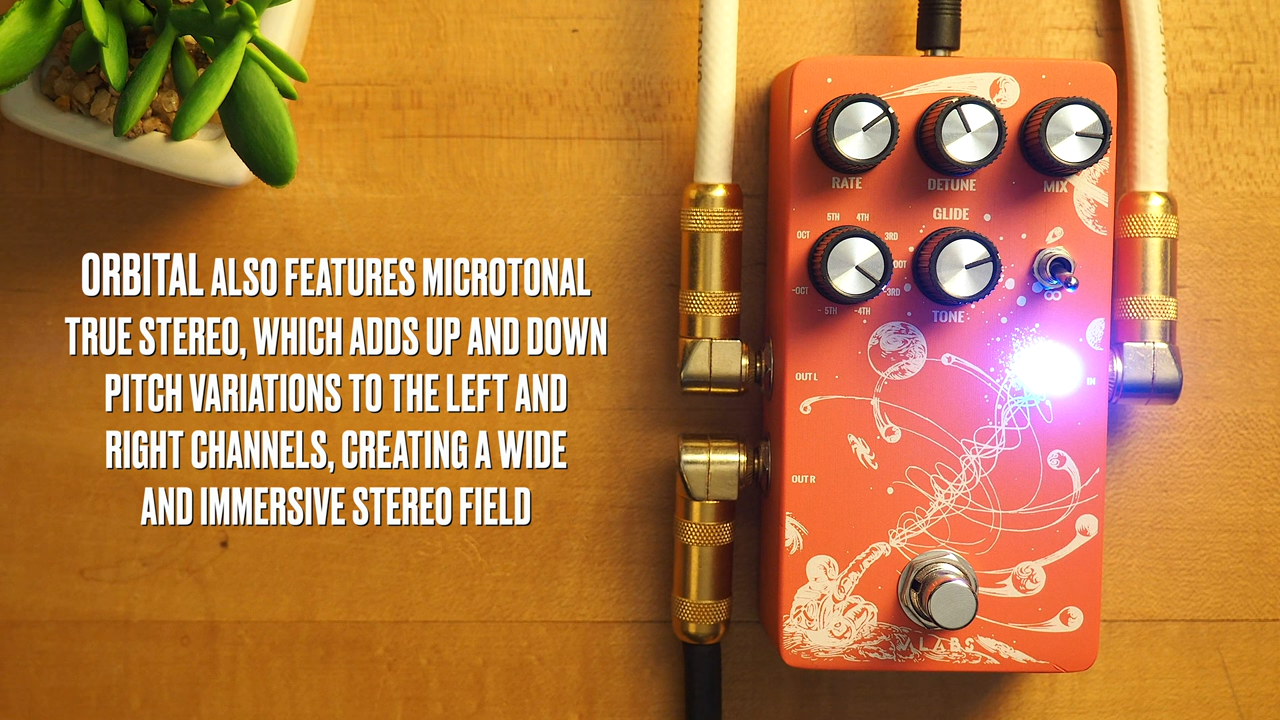 ORBITAL ALSO FEATURES MICROTONAL
TRUE STEREO, WHICH ADDS UP AND DOWN
PITCH VARIATIONS TO THE LEFT AND
RIGHT CHANNELS, CREATING A WIDE
AND IMMERSIVE STEREO FIELD
RATE
DETUNE
MIX
GLIDE
OCT
5TH
4TH
3RD
-OCT
- 5TH
-4TH
-3RD
TONE
OUT L
IN
OUT R
LABS